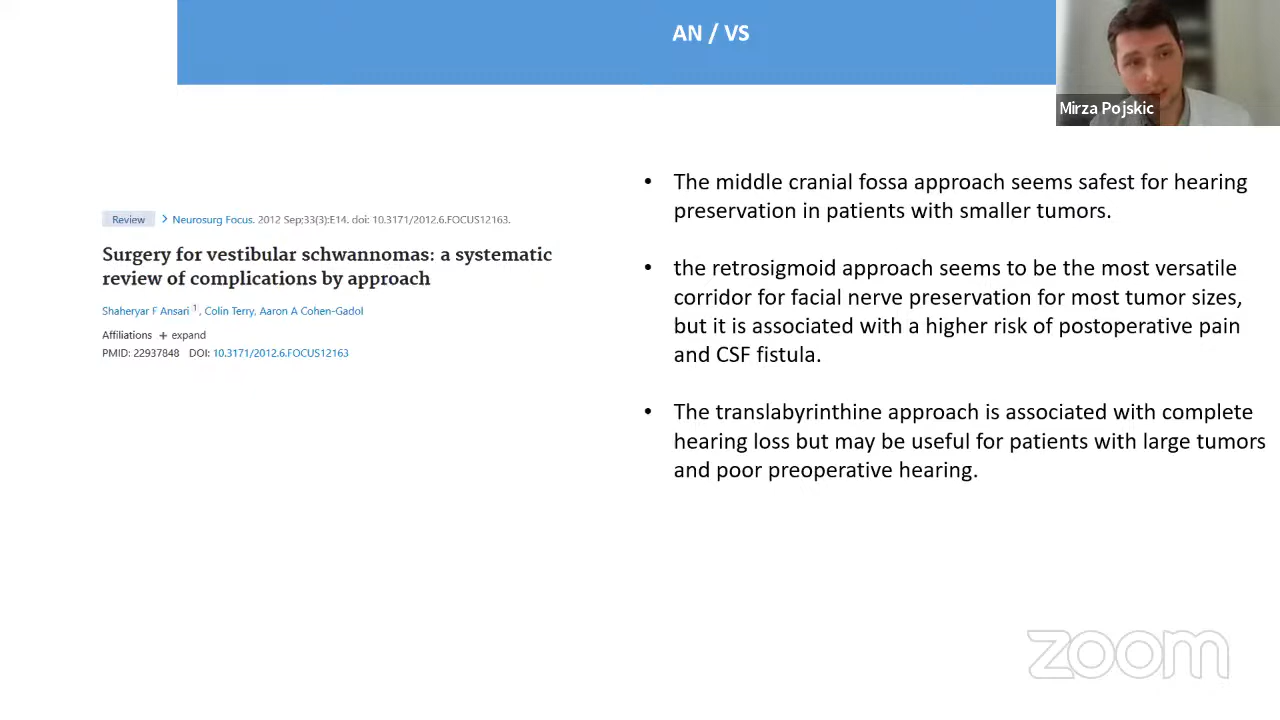 AN / VS
Mirza Pojskic
Review > Neurosurg Focus. 2012 Sep;33(3):E14. doi: 10.3171/2012.6.FOCUS12163.
Surgery for vestibular schwannomas: a systematic
review of complications by approach
Shaheryar F Ansari 1, Colin Terry, Aaron A Cohen-Gadol
Affiliations + expand
PMID: 22937848 DOI: 10.3171/2012.6.FOCUS12163
• The middle cranial fossa approach seems safest for hearing
preservation in patients with smaller tumors.
• the retrosigmoid approach seems to be the most versatile
corridor for facial nerve preservation for most tumor sizes,
but it is associated with a higher risk of postoperative pain
and CSF fistula.
• The translabyrinthine approach is associated with complete
hearing loss but may be useful for patients with large tumors
and poor preoperative hearing.
zoom